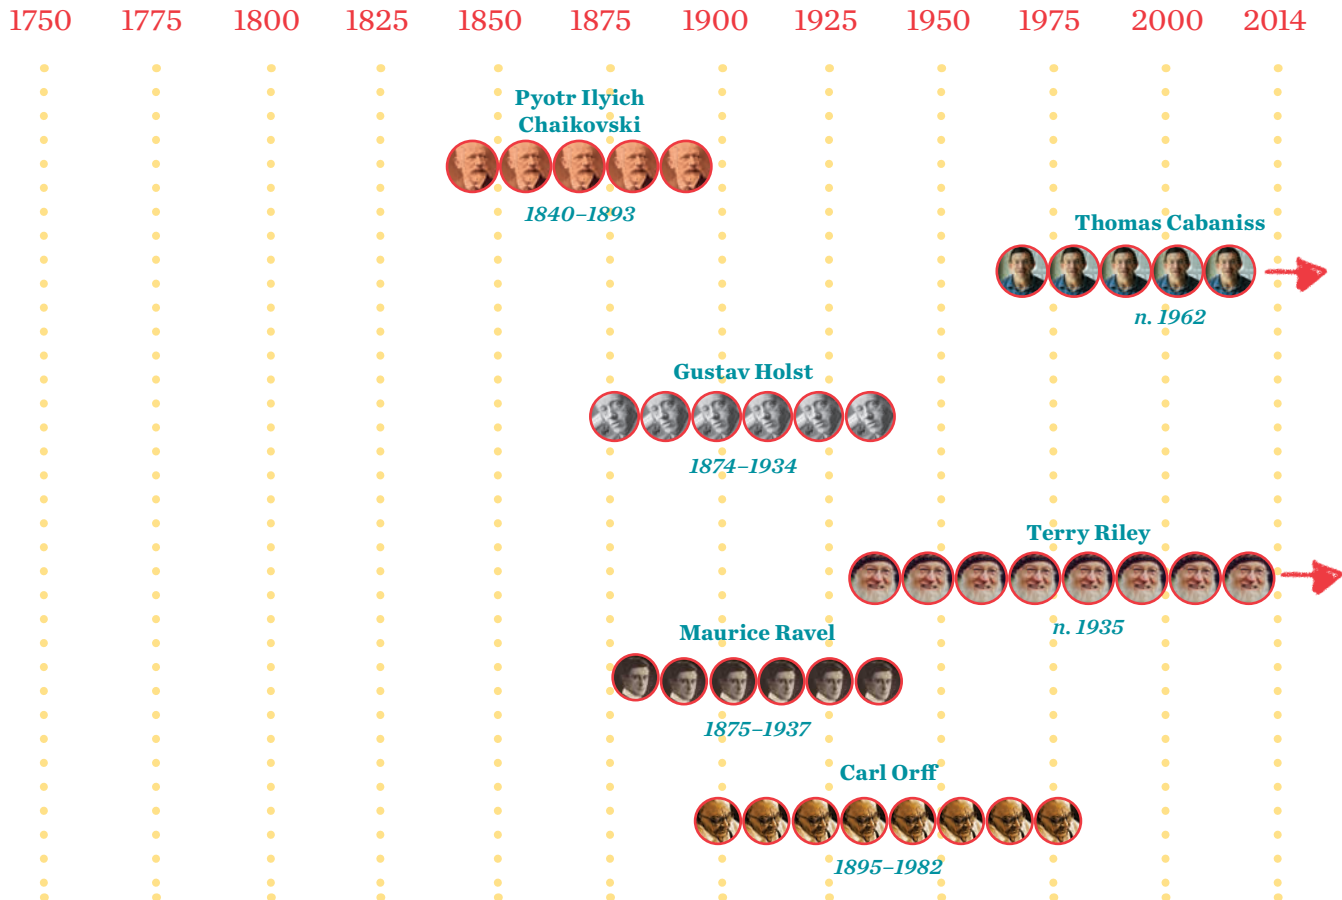 1750 1775 1800 1825 1850 1875 1900 1925 1950 1975 2000 2014
Pyotr Ilyich
Chaikovski
1840–1893
Thomas Cabaniss
n. 1962
Gustav Holst
1874–1934
Terry Riley
n. 1935
Maurice Ravel
1875–1937
Carl Orff
1895–1982